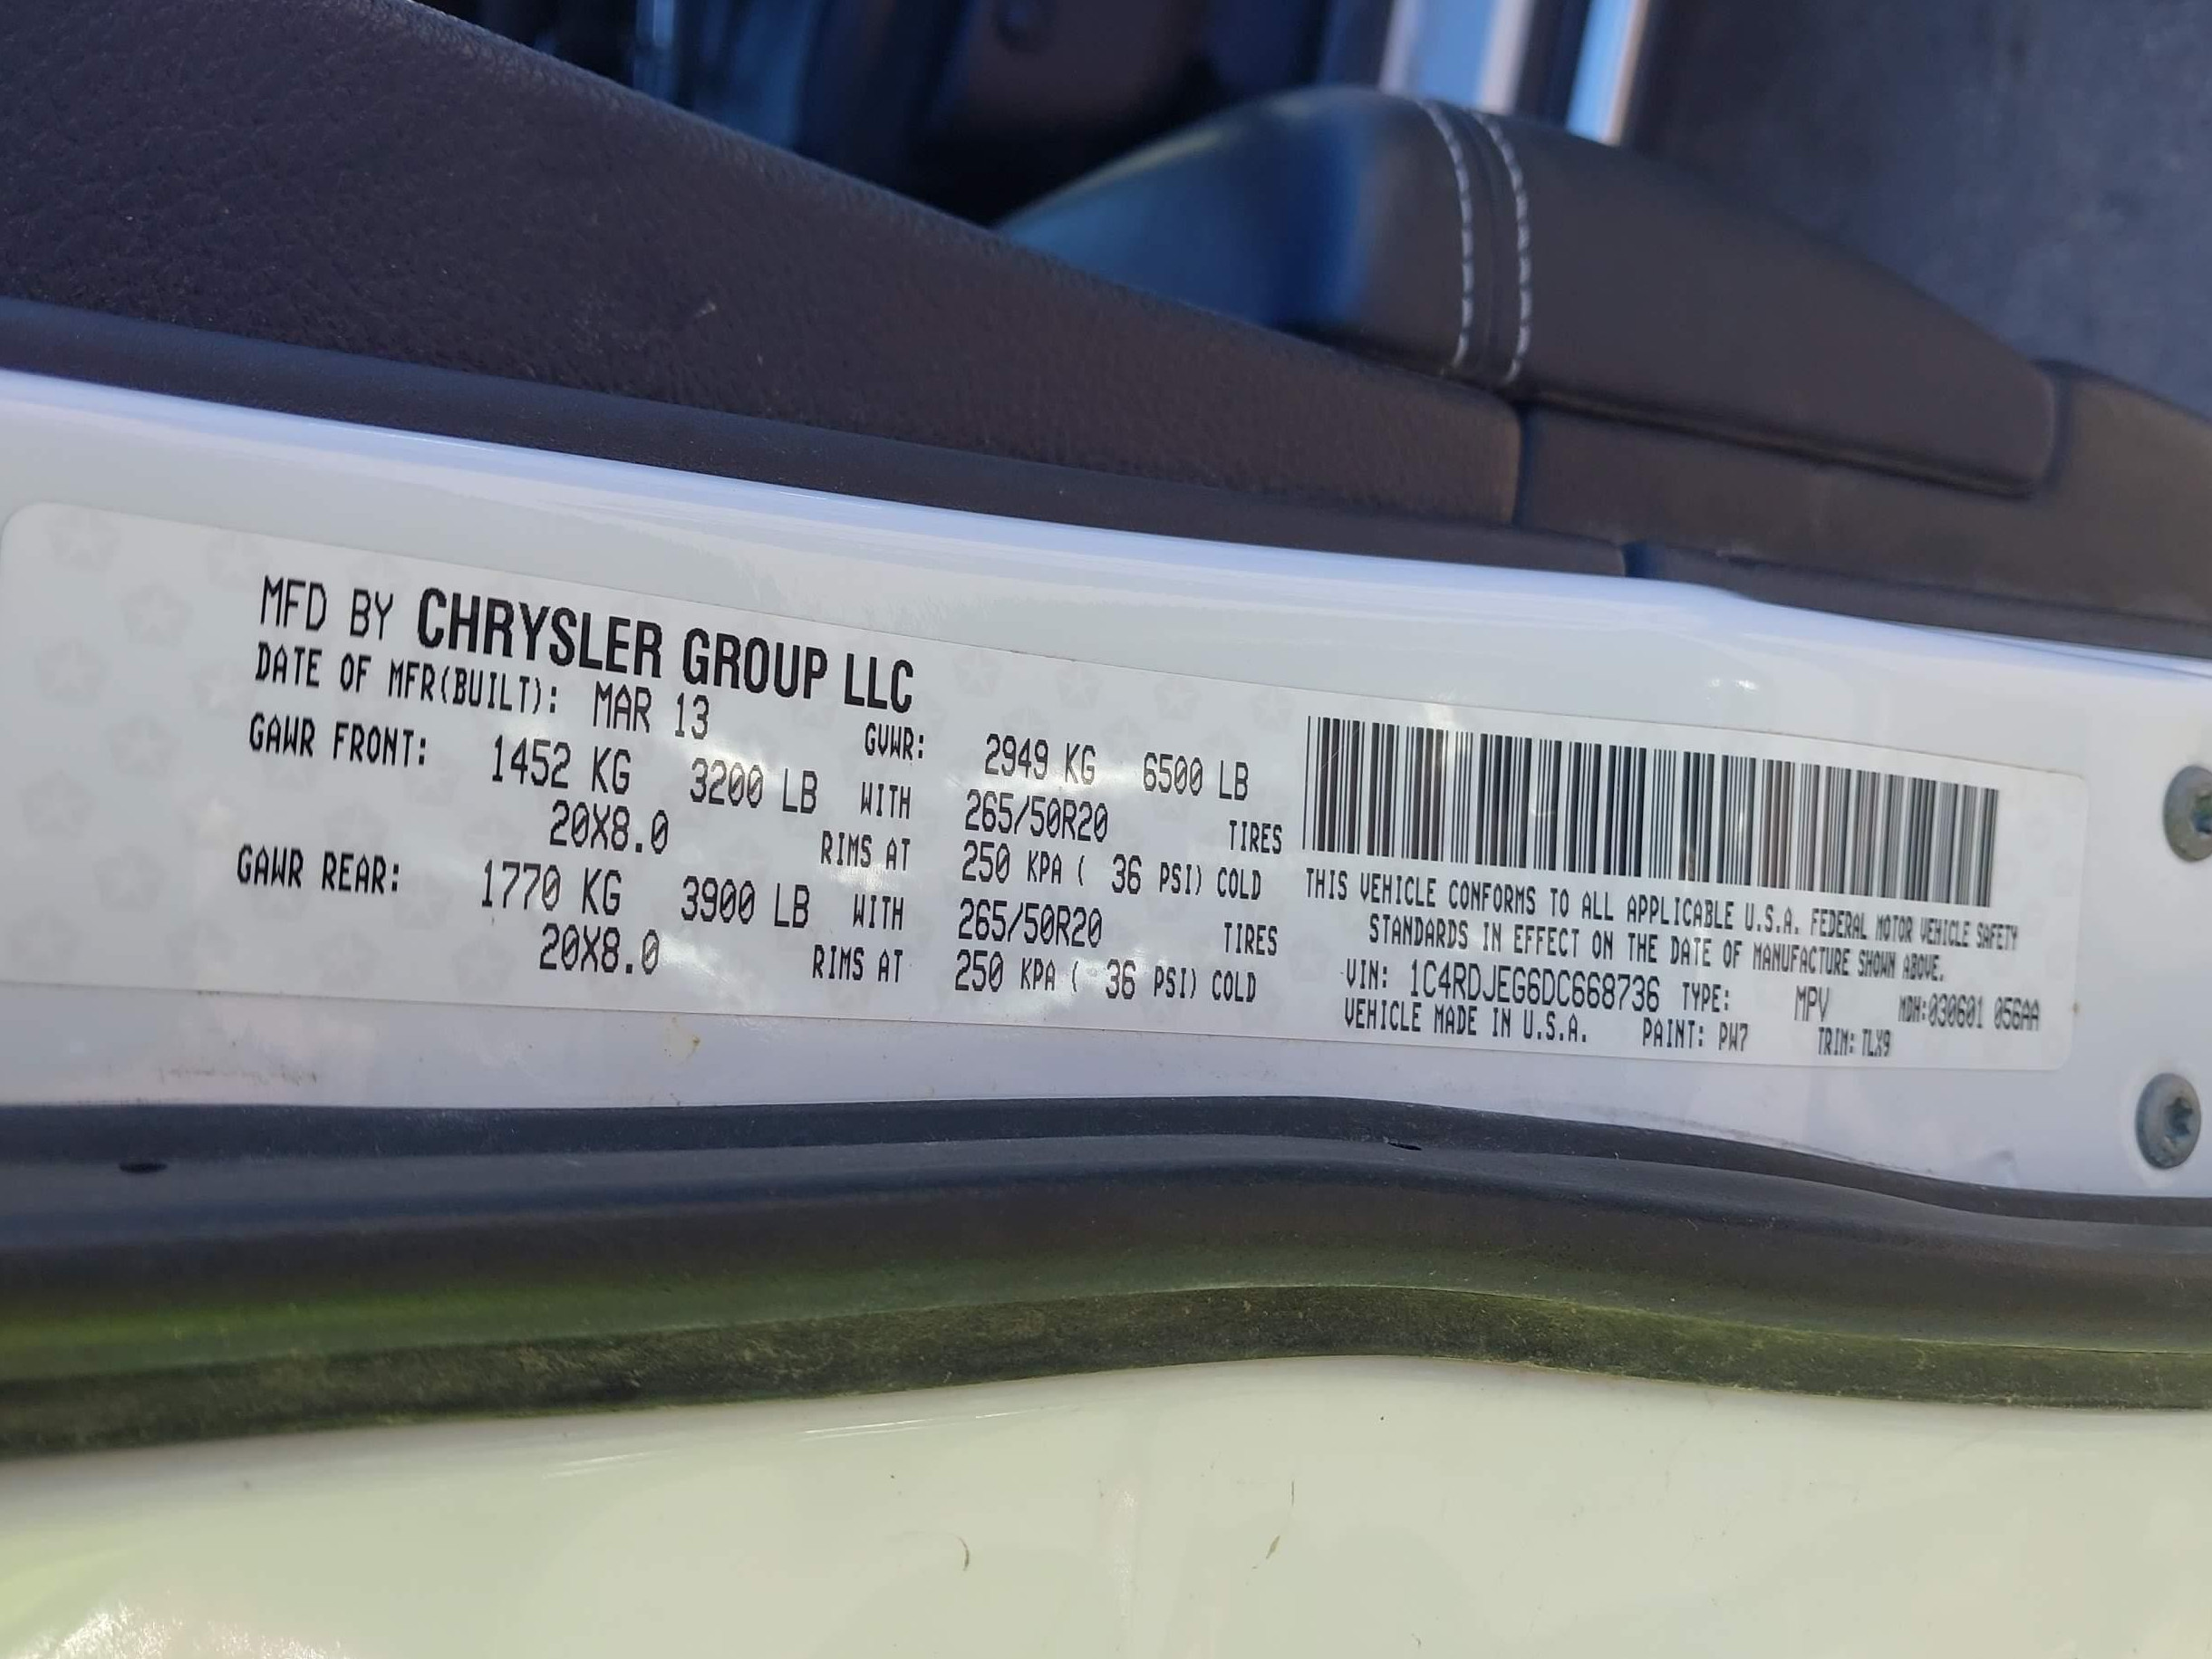 MFD BY CHRYSLER GROUP LLC
DATE OF MFR(BUILT): MAR 13 GVWR: 2949 KG 6500 LB
GAWR FRONT: 1452 KG 3200 LB WITH 265/50R20 TIRES
20X8.0 RIMS AT 250 KPA ( 36 PSI) COLD
GAWR REAR: 1770 KG 3900 LB WITH 265/50R20 TIRES
20X8.0 RIMS AT 250 KPA ( 36 PSI) COLD
THIS VEHICLE CONFORMS TO ALL APPLICABLE U.S.A. FEDERAL MOTOR VEHICLE SAFETY
STANDARDS IN EFFECT ON THE DATE OF MANUFACTURE SHOWN ABOVE.
VIN: 1C4RDJEG6DC668736 TYPE: MPV MDH:030601 056AA
VEHICLE MADE IN U.S.A. PAINT: PW7 TRIM: TLX9